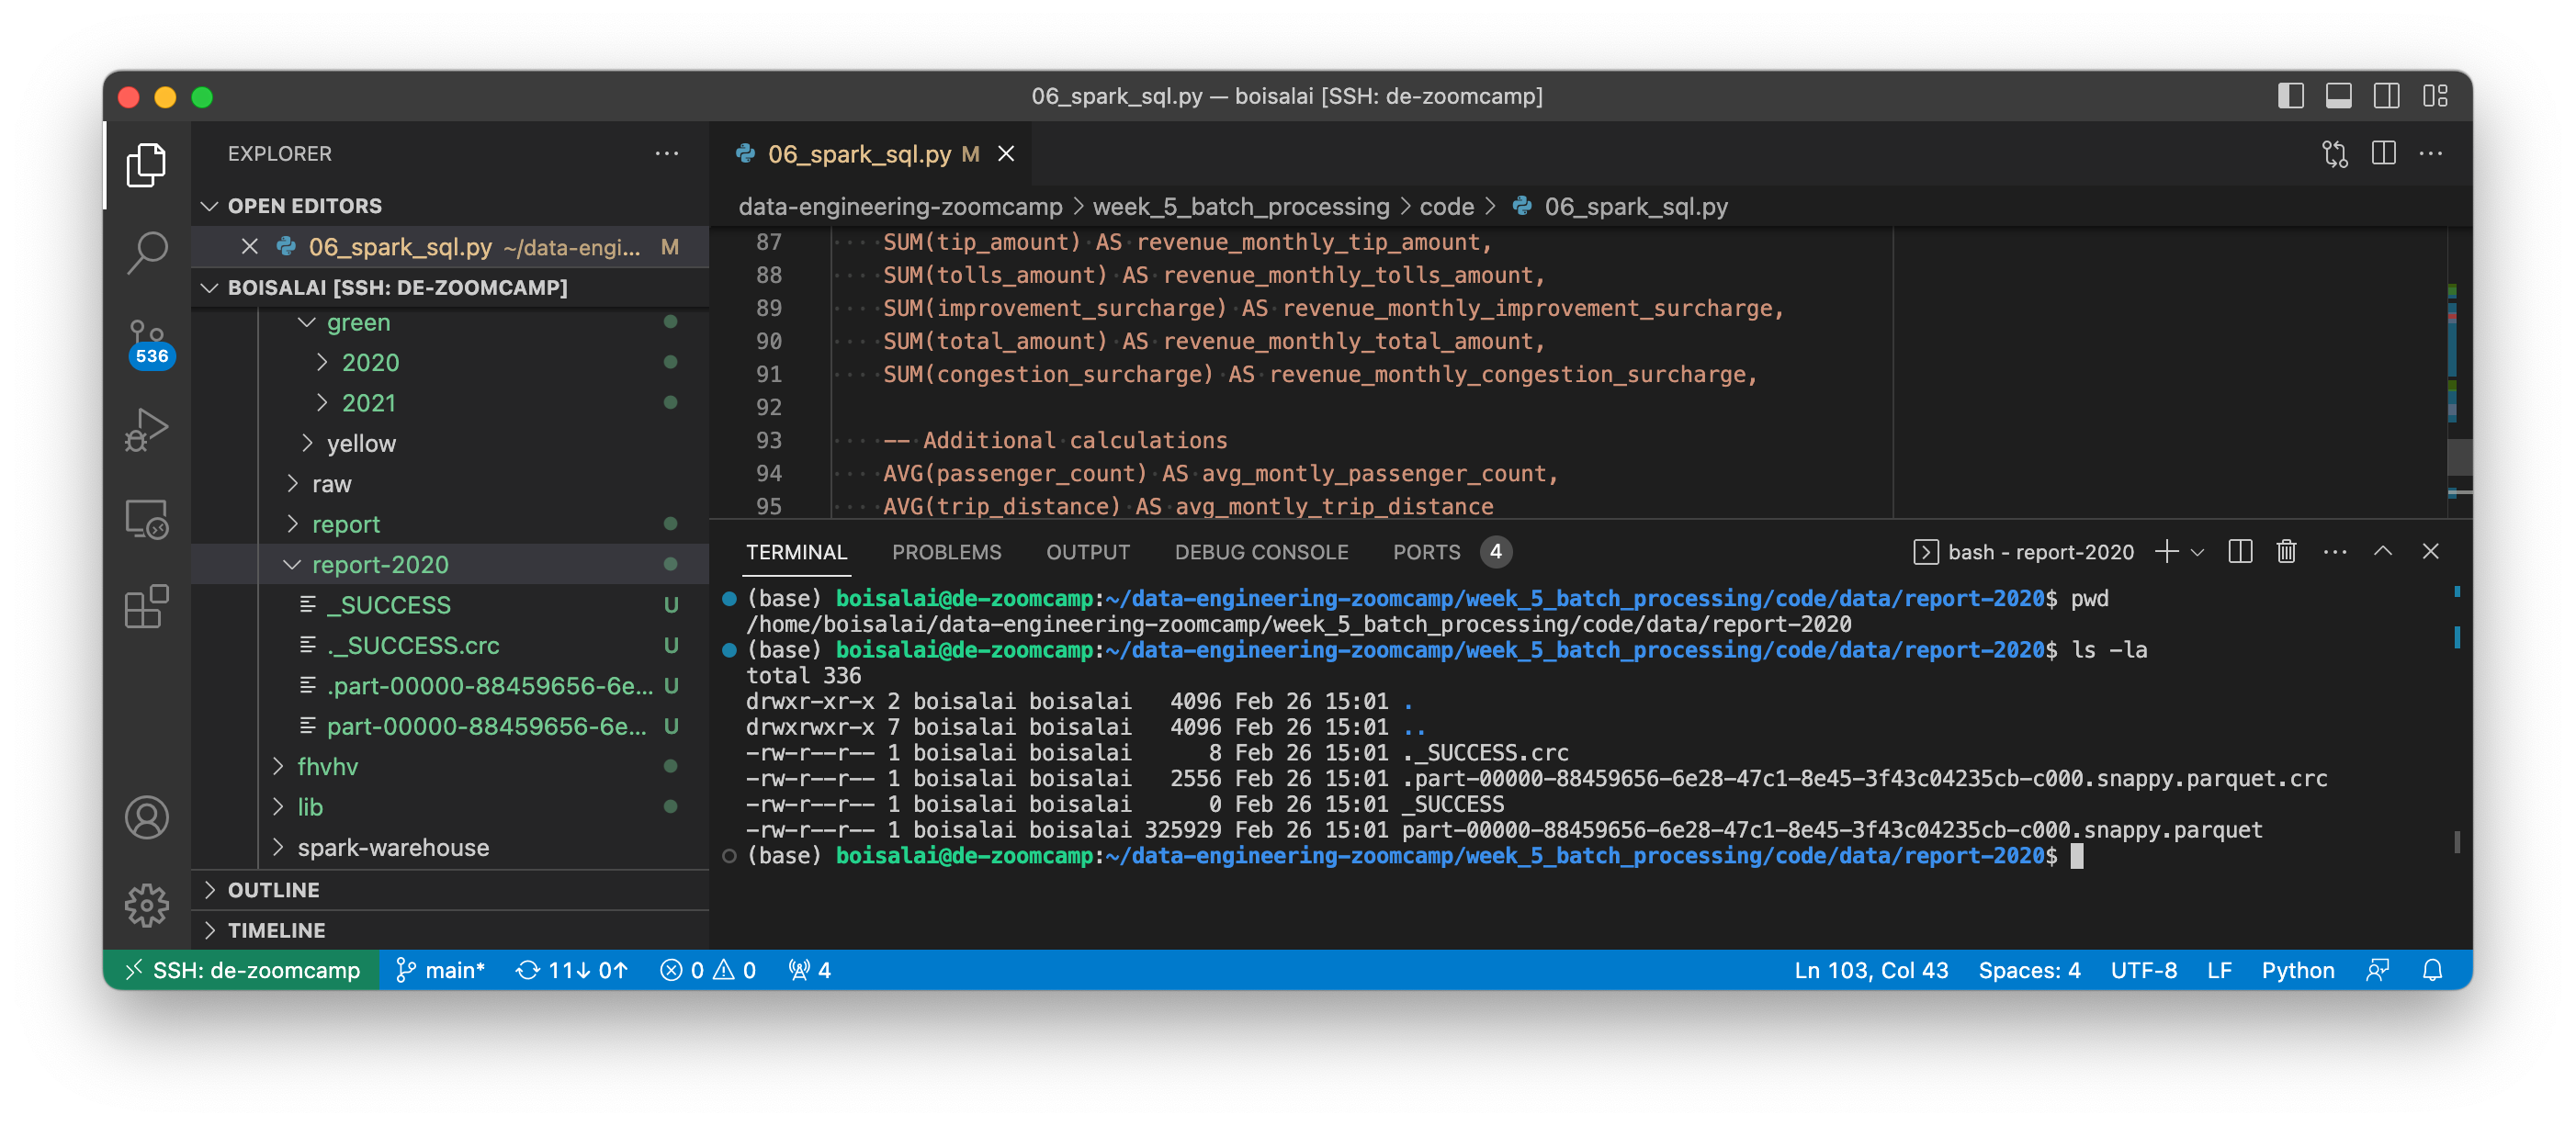 06_spark_sql.py — boisalai [SSH: de-zoomcamp]
EXPLORER
OPEN EDITORS
06_spark_sql.py ~/data-engi... M
BOISALAI [SSH: DE-ZOOMCAMP]
green
2020
2021
yellow
raw
report
report-2020
_SUCCESS U
._SUCCESS.crc U
.part-00000-88459656-6e... U
part-00000-88459656-6e... U
fhvhv
lib
spark-warehouse
OUTLINE
TIMELINE
536
06_spark_sql.py M
data-engineering-zoomcamp > week_5_batch_processing > code > 06_spark_sql.py
87 SUM(tip_amount) AS revenue_monthly_tip_amount,
88 SUM(tolls_amount) AS revenue_monthly_tolls_amount,
89 SUM(improvement_surcharge) AS revenue_monthly_improvement_surcharge,
90 SUM(total_amount) AS revenue_monthly_total_amount,
91 SUM(congestion_surcharge) AS revenue_monthly_congestion_surcharge,
92
93 -- Additional calculations
94 AVG(passenger_count) AS avg_montly_passenger_count,
95 AVG(trip_distance) AS avg_montly_trip_distance
TERMINAL PROBLEMS OUTPUT DEBUG CONSOLE PORTS 4 bash - report-2020
(base) boisalai@de-zoomcamp:~/data-engineering-zoomcamp/week_5_batch_processing/code/data/report-2020$ pwd
/home/boisalai/data-engineering-zoomcamp/week_5_batch_processing/code/data/report-2020
(base) boisalai@de-zoomcamp:~/data-engineering-zoomcamp/week_5_batch_processing/code/data/report-2020$ ls -la
total 336
drwxr-xr-x 2 boisalai boisalai   4096 Feb 26 15:01 .
drwxrwxr-x 7 boisalai boisalai   4096 Feb 26 15:01 ..
-rw-r--r-- 1 boisalai boisalai      8 Feb 26 15:01 ._SUCCESS.crc
-rw-r--r-- 1 boisalai boisalai   2556 Feb 26 15:01 .part-00000-88459656-6e28-47c1-8e45-3f43c04235cb-c000.snappy.parquet.crc
-rw-r--r-- 1 boisalai boisalai      0 Feb 26 15:01 _SUCCESS
-rw-r--r-- 1 boisalai boisalai 325929 Feb 26 15:01 part-00000-88459656-6e28-47c1-8e45-3f43c04235cb-c000.snappy.parquet
(base) boisalai@de-zoomcamp:~/data-engineering-zoomcamp/week_5_batch_processing/code/data/report-2020$
SSH: de-zoomcamp main* 11↓ 0↑ 0 0 4 Ln 103, Col 43 Spaces: 4 UTF-8 LF Python